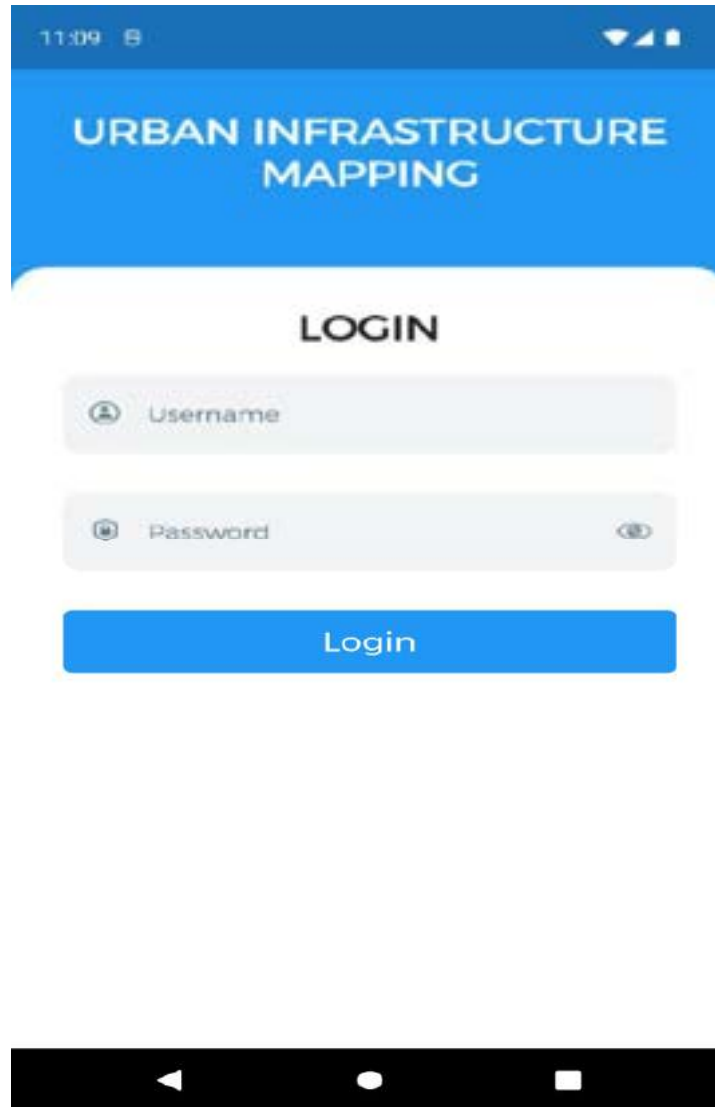 11:09
URBAN INFRASTRUCTURE
MAPPING
LOGIN
Username
Password
Login